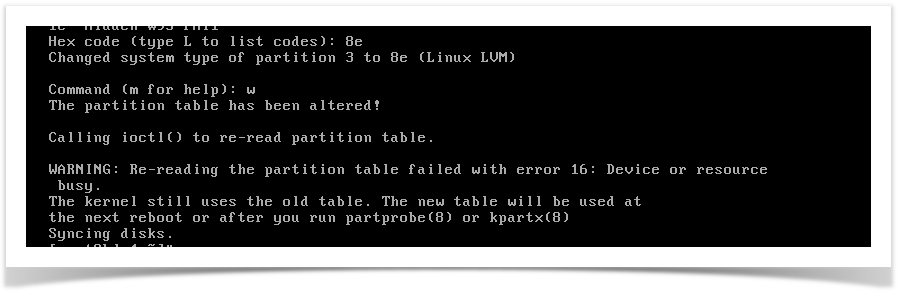 Hex code (type L to list codes): 8e
Changed system type of partition 3 to 8e (Linux LVM)
Command (m for help): w
The partition table has been altered!
Calling ioctl() to re-read partition table.
WARNING: Re-reading the partition table failed with error 16: Device or resource
busy.
The kernel still uses the old table. The new table will be used at
the next reboot or after you run partprobe(8) or kpartx(8)
Syncing disks.